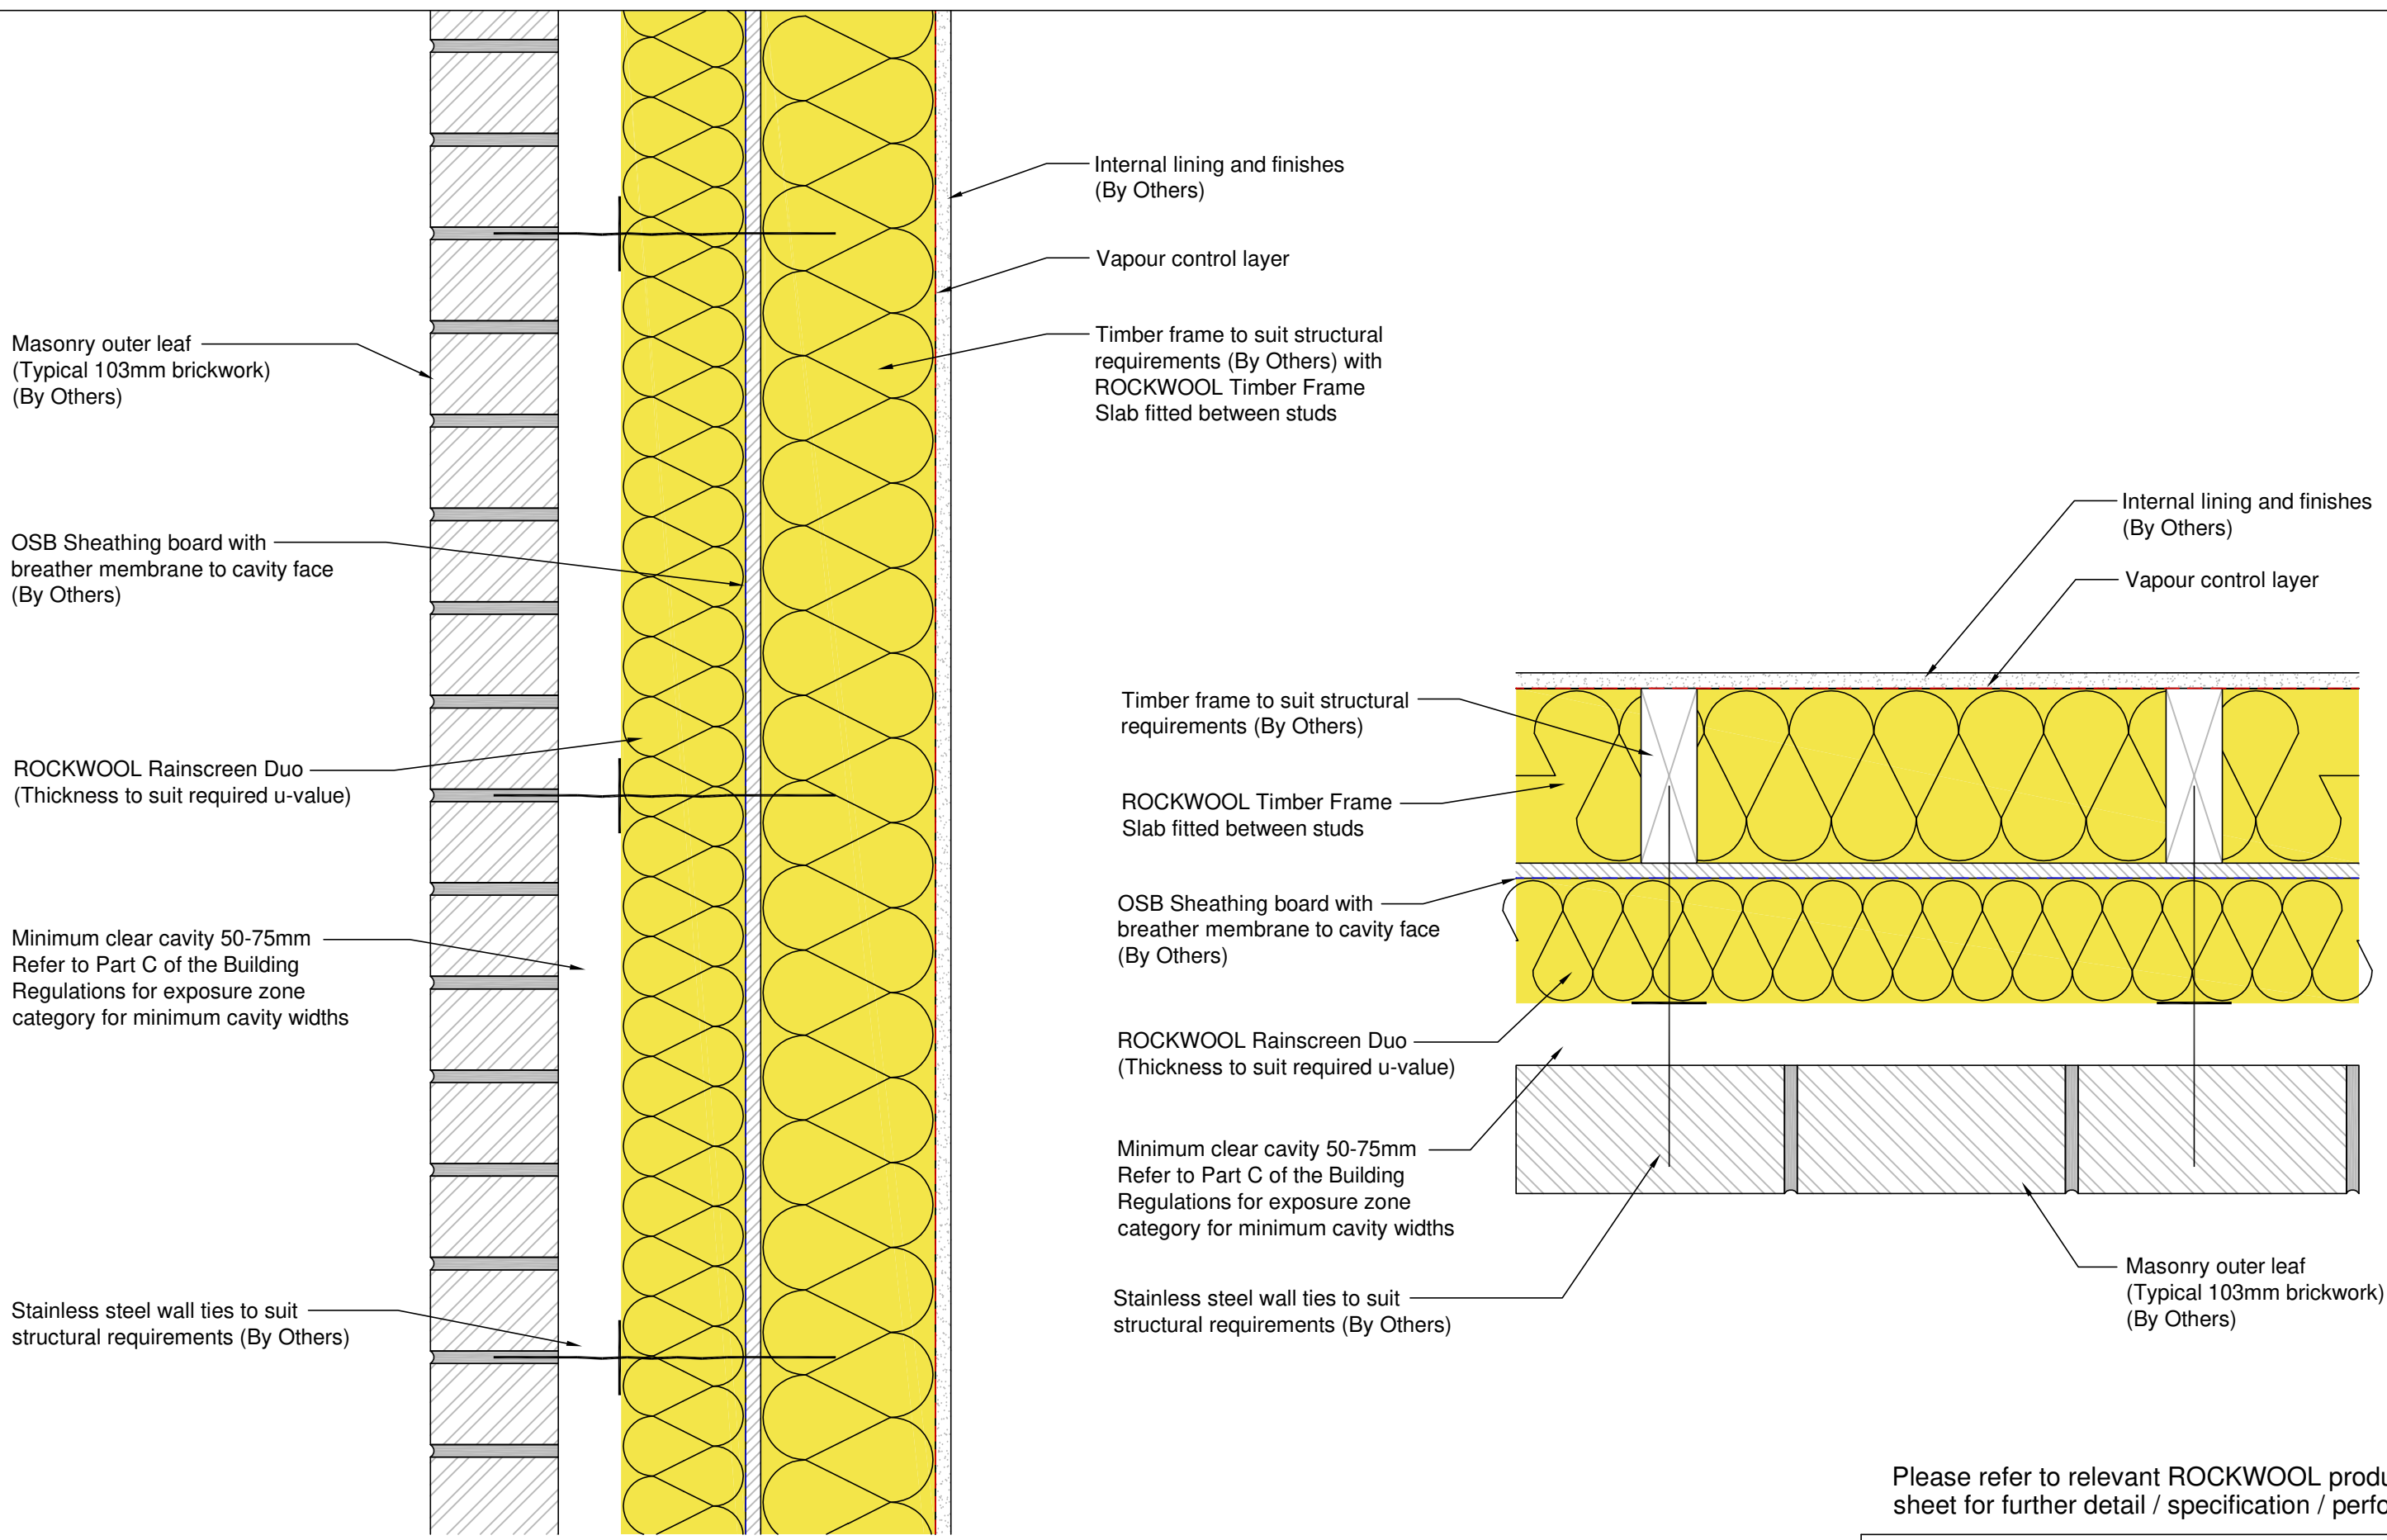 Masonry outer leaf
(Typical 103mm brickwork)
(By Others)
OSB Sheathing board with
breather membrane to cavity face
(By Others)
ROCKWOOL Rainscreen Duo
(Thickness to suit required u-value)
Minimum clear cavity 50-75mm
Refer to Part C of the Building
Regulations for exposure zone
category for minimum cavity widths
Stainless steel wall ties to suit
structural requirements (By Others)
Internal lining and finishes
(By Others)
Vapour control layer
Timber frame to suit structural
requirements (By Others) with
ROCKWOOL Timber Frame
Slab fitted between studs
Internal lining and finishes
(By Others)
Vapour control layer
Timber frame to suit structural
requirements (By Others)
ROCKWOOL Timber Frame
Slab fitted between studs
OSB Sheathing board with
breather membrane to cavity face
(By Others)
ROCKWOOL Rainscreen Duo
(Thickness to suit required u-value)
Minimum clear cavity 50-75mm
Refer to Part C of the Building
Regulations for exposure zone
category for minimum cavity widths
Stainless steel wall ties to suit
structural requirements (By Others)
Masonry outer leaf
(Typical 103mm brickwork)
(By Others)
Please refer to relevant ROCKWOOL
sheet for further detail / specification /